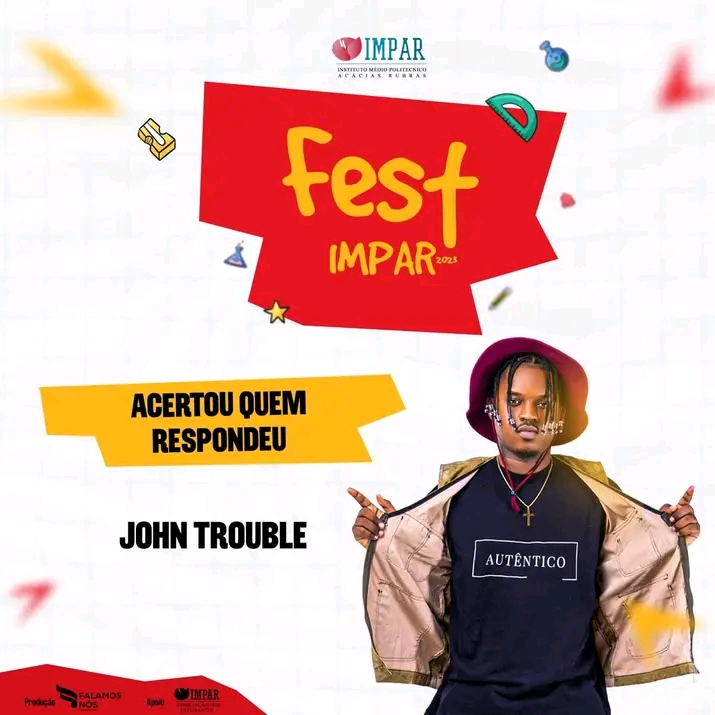 IMPAR
INSTITUTO MÉDIO POLITÉCNICO
ACÁCIAS RUBRAS
Fest
IMPAR 2023
ACERTOU QUEM
RESPONDEU
JOHN TROUBLE
AUTÊNTICO
Produção
FALAMOS
NÓS
Apoio
IMPAR